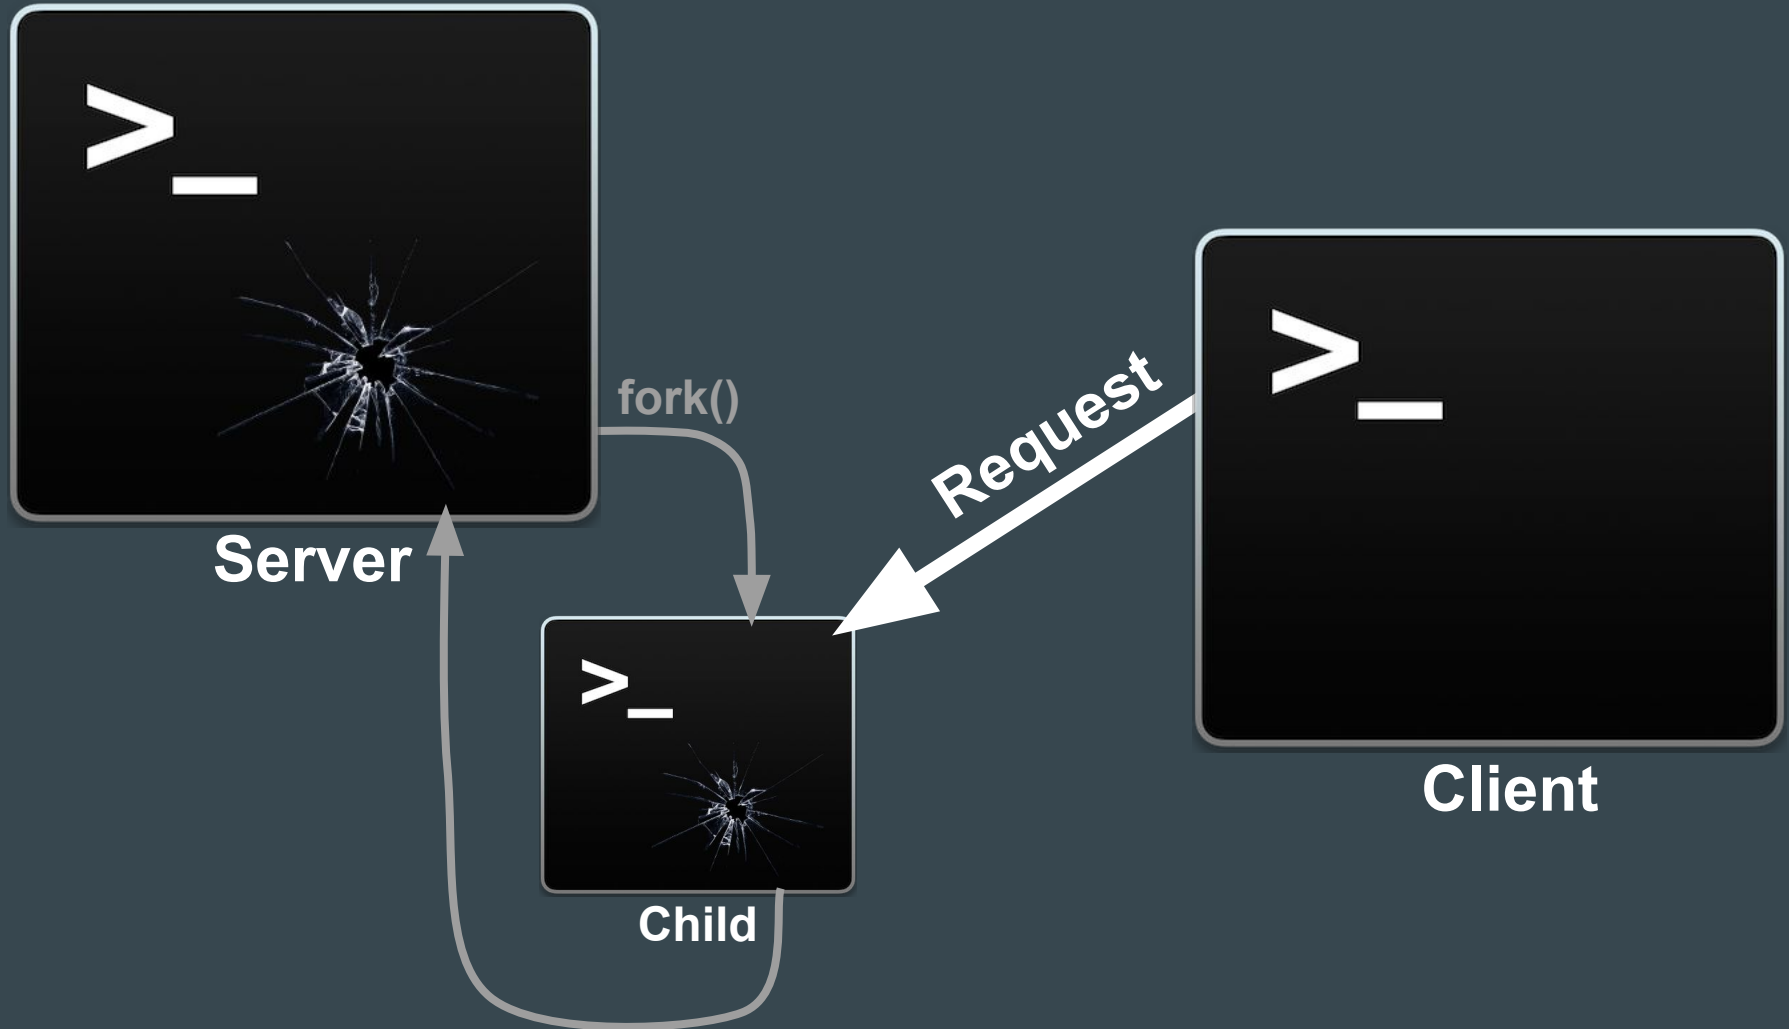 >_
fork()
Request
>_
Server
>_
Client
Child